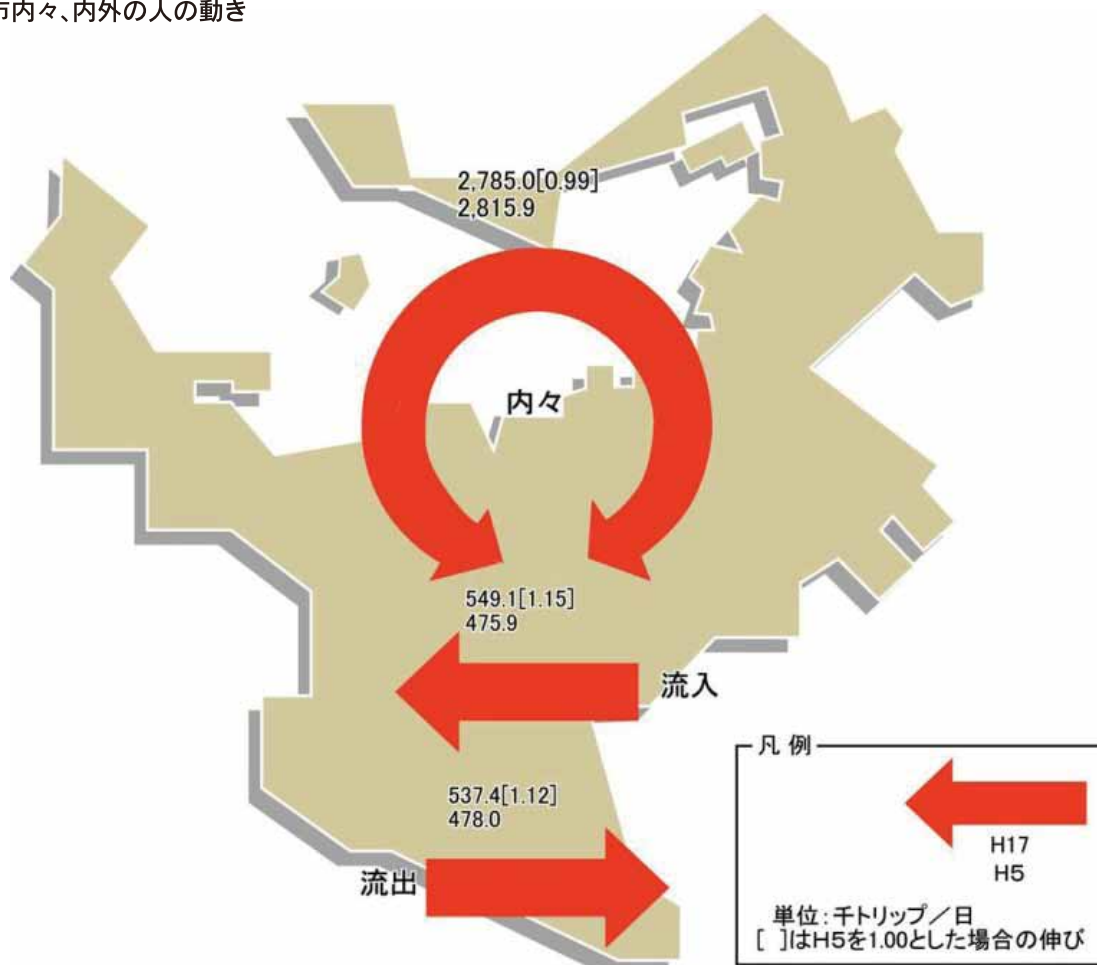 市内々、内外の人の動き
2,785.0[0.99]
2,815.9
内々
549.1[1.15]
475.9
流入
537.4[1.12]
478.0
流出
凡 例
H17
H5
単位:千トリップ/日
[ ]はH5を1.00とした場合の伸び